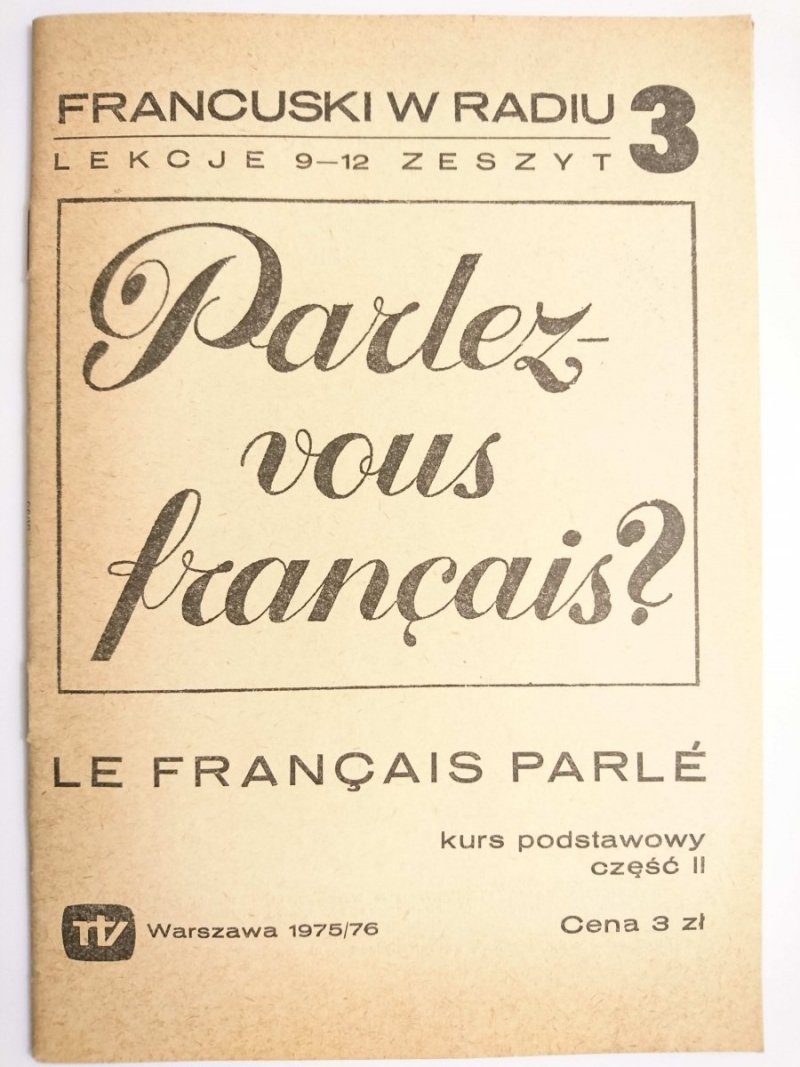 FRANCUSKI W RADIU 3
LEKCJE 9—12 ZESZYT
Parlez-
vous
français?
LE FRANÇAIS PARLÉ
kurs podstawowy
część II
TTV Warszawa 1975/76
Cena 3 zł